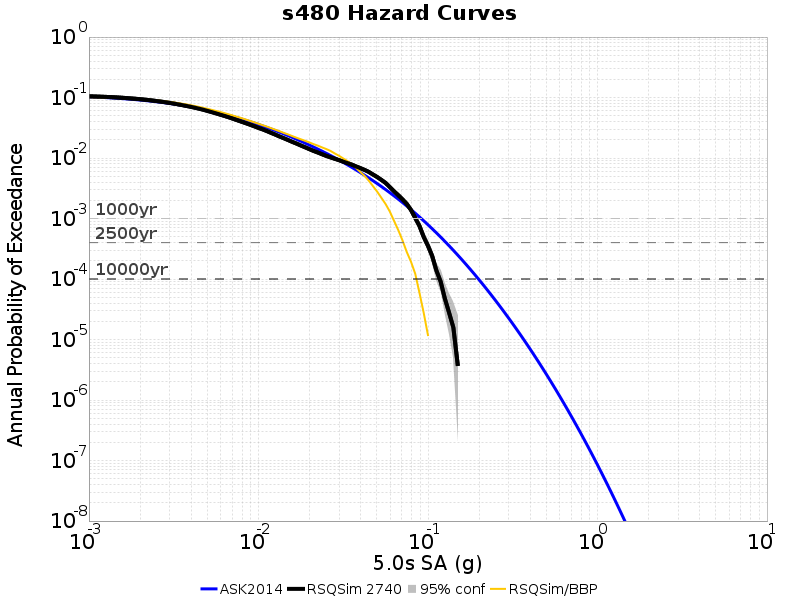 s480 Hazard Curves
Annual Probability of Exceedance
10^0
10^-1
10^-2
10^-3
10^-4
10^-5
10^-6
10^-7
10^-8
1000yr
2500yr
10000yr
10^-3 10^-2 10^-1 10^0 10^1
5.0s SA (g)
ASK2014 RSQSim 2740 95% conf RSQSim/BBP